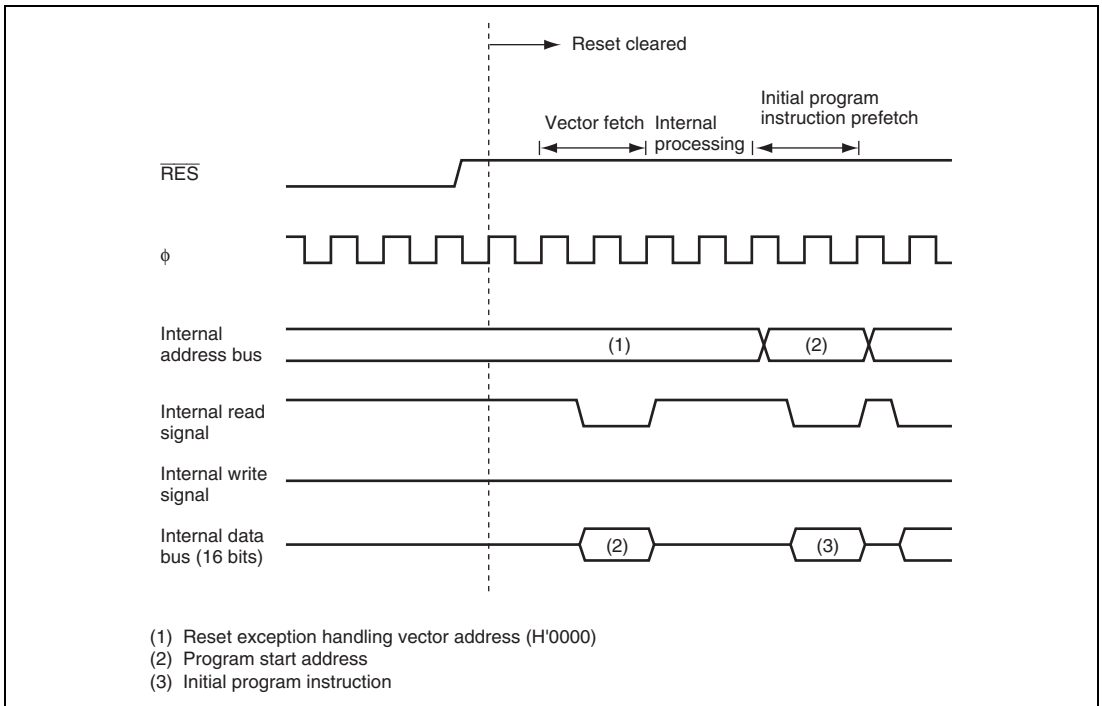 Reset cleared
Initial program
instruction prefetch
Vector fetch
Internal
processing
RES
φ
Internal
address bus
(1)
(2)
Internal read
signal
Internal write
signal
Internal data
bus (16 bits)
(2)
(3)
(1) Reset exception handling vector address (H'0000)
(2) Program start address
(3) Initial program instruction